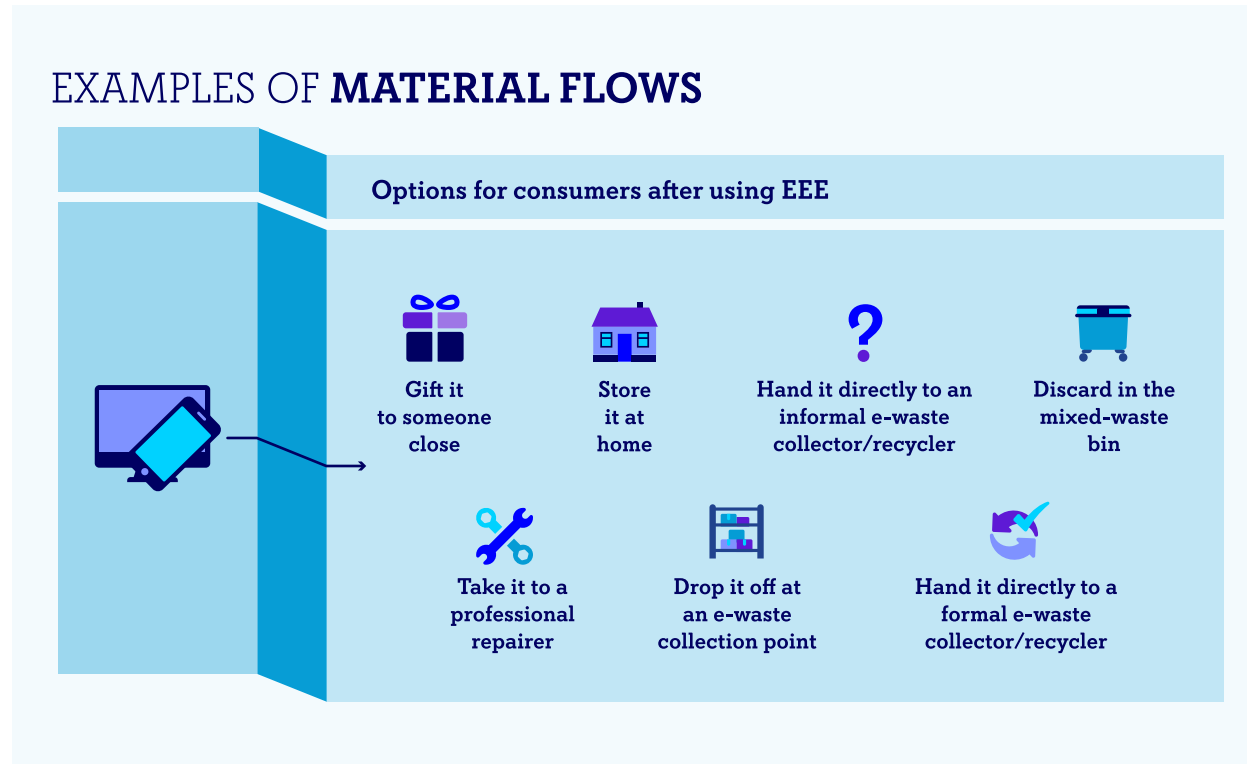 EXAMPLES OF MATERIAL FLOWS
Options for consumers after using EEE
Gift it
to someone
close
Store
it at
home
Hand it directly to an
informal e-waste
collector/recycler
Discard in the
mixed-waste
bin
Take it to a
professional
repairer
Drop it off at
an e-waste
collection point
Hand it directly to a
formal e-waste
collector/recycler